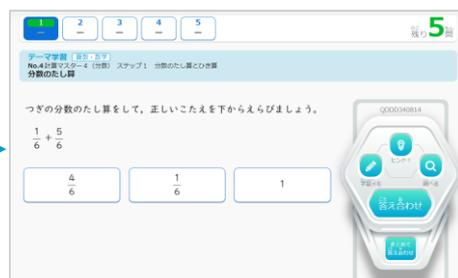 1 2 3 4 5
残り5問
テーマ学習 算数・数学
No.4 計算マスター4（分数） ステップ1 分数のたし算とひき算
分数のたし算
つぎの分数のたし算をして，正しいこたえを下からえらびましょう。
1/6 + 5/6
4/6 1/6 1
QDDD340814
ヒント
学習メモ 調べる
答え合わせ
まとめて
答え合わせ